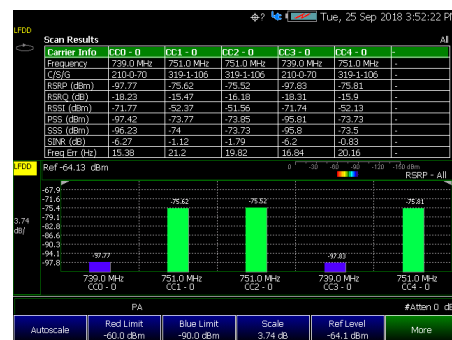 Tue, 25 Sep 2018 3:52:22 P
LFDD
Scan Results All
Carrier Info CC0 - 0 CC1 - 0 CC2 - 0 CC3 - 0 CC4 - 0 -
Frequency 739.0 MHz 751.0 MHz 751.0 MHz 739.0 MHz 751.0 MHz -
C/S/G 210-0-70 319-1-106 319-1-106 210-0-70 319-1-106 -
RSRP (dBm) -97.77 -75.62 -75.52 -97.83 -75.81 -
RSRQ (dB) -18.23 -15.47 -16.18 -18.31 -15.9 -
RSSI (dBm) -71.77 -52.37 -51.56 -71.74 -52.13 -
PSS (dBm) -97.42 -73.77 -73.85 -95.81 -73.73 -
SSS (dBm) -96.23 -74 -73.73 -95.8 -73.5 -
SINR (dB) -6.27 -1.12 -1.79 -6.2 -0.83 -
Freq Err (Hz) 15.38 21.2 19.82 16.84 20.16 -
LFDD Ref -64.13 dBm 0 -30 -60 -90 -120 -150 dBm
RSRP - All
-67.9
-71.6
-75.4
-79.1
-82.8
-86.6
-90.3
-94.1
-97.8
3.74
dB/
-97.77 -75.62 -75.52 -97.83 -75.81
739.0 MHz 751.0 MHz 751.0 MHz 739.0 MHz 751.0 MHz
CC0 - 0 CC1 - 0 CC2 - 0 CC3 - 0 CC4 - 0
PA #Atten 0 dB
Autoscale
Red Limit
-60.0 dBm
Blue Limit
-90.0 dBm
Scale
3.74 dB
Ref Level
-64.1 dBm
More